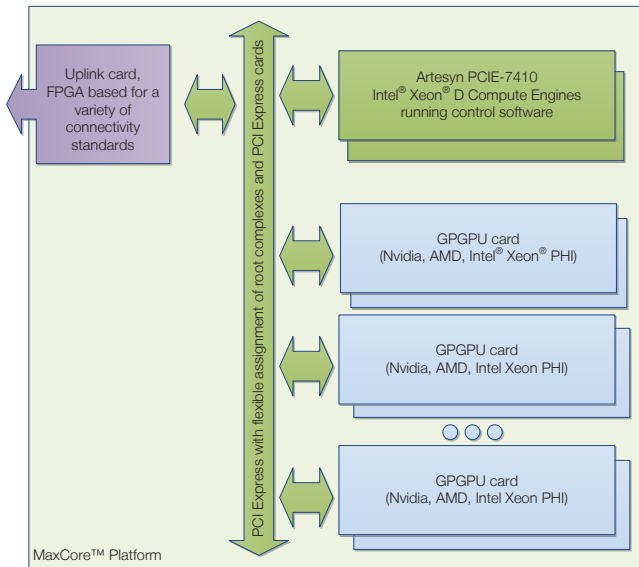 Uplink card,
FPGA based for a
variety of
connectivity
standards
PCI Express with flexible assignment of root complexes and PCI Express cards
Artesyn PCIE-7410
Intel® Xeon® D Compute Engines
running control software
GPGPU card
(Nvidia, AMD, Intel® Xeon® PHI)
GPGPU card
(Nvidia, AMD, Intel Xeon PHI)
GPGPU card
(Nvidia, AMD, Intel Xeon PHI)
MaxCore™ Platform